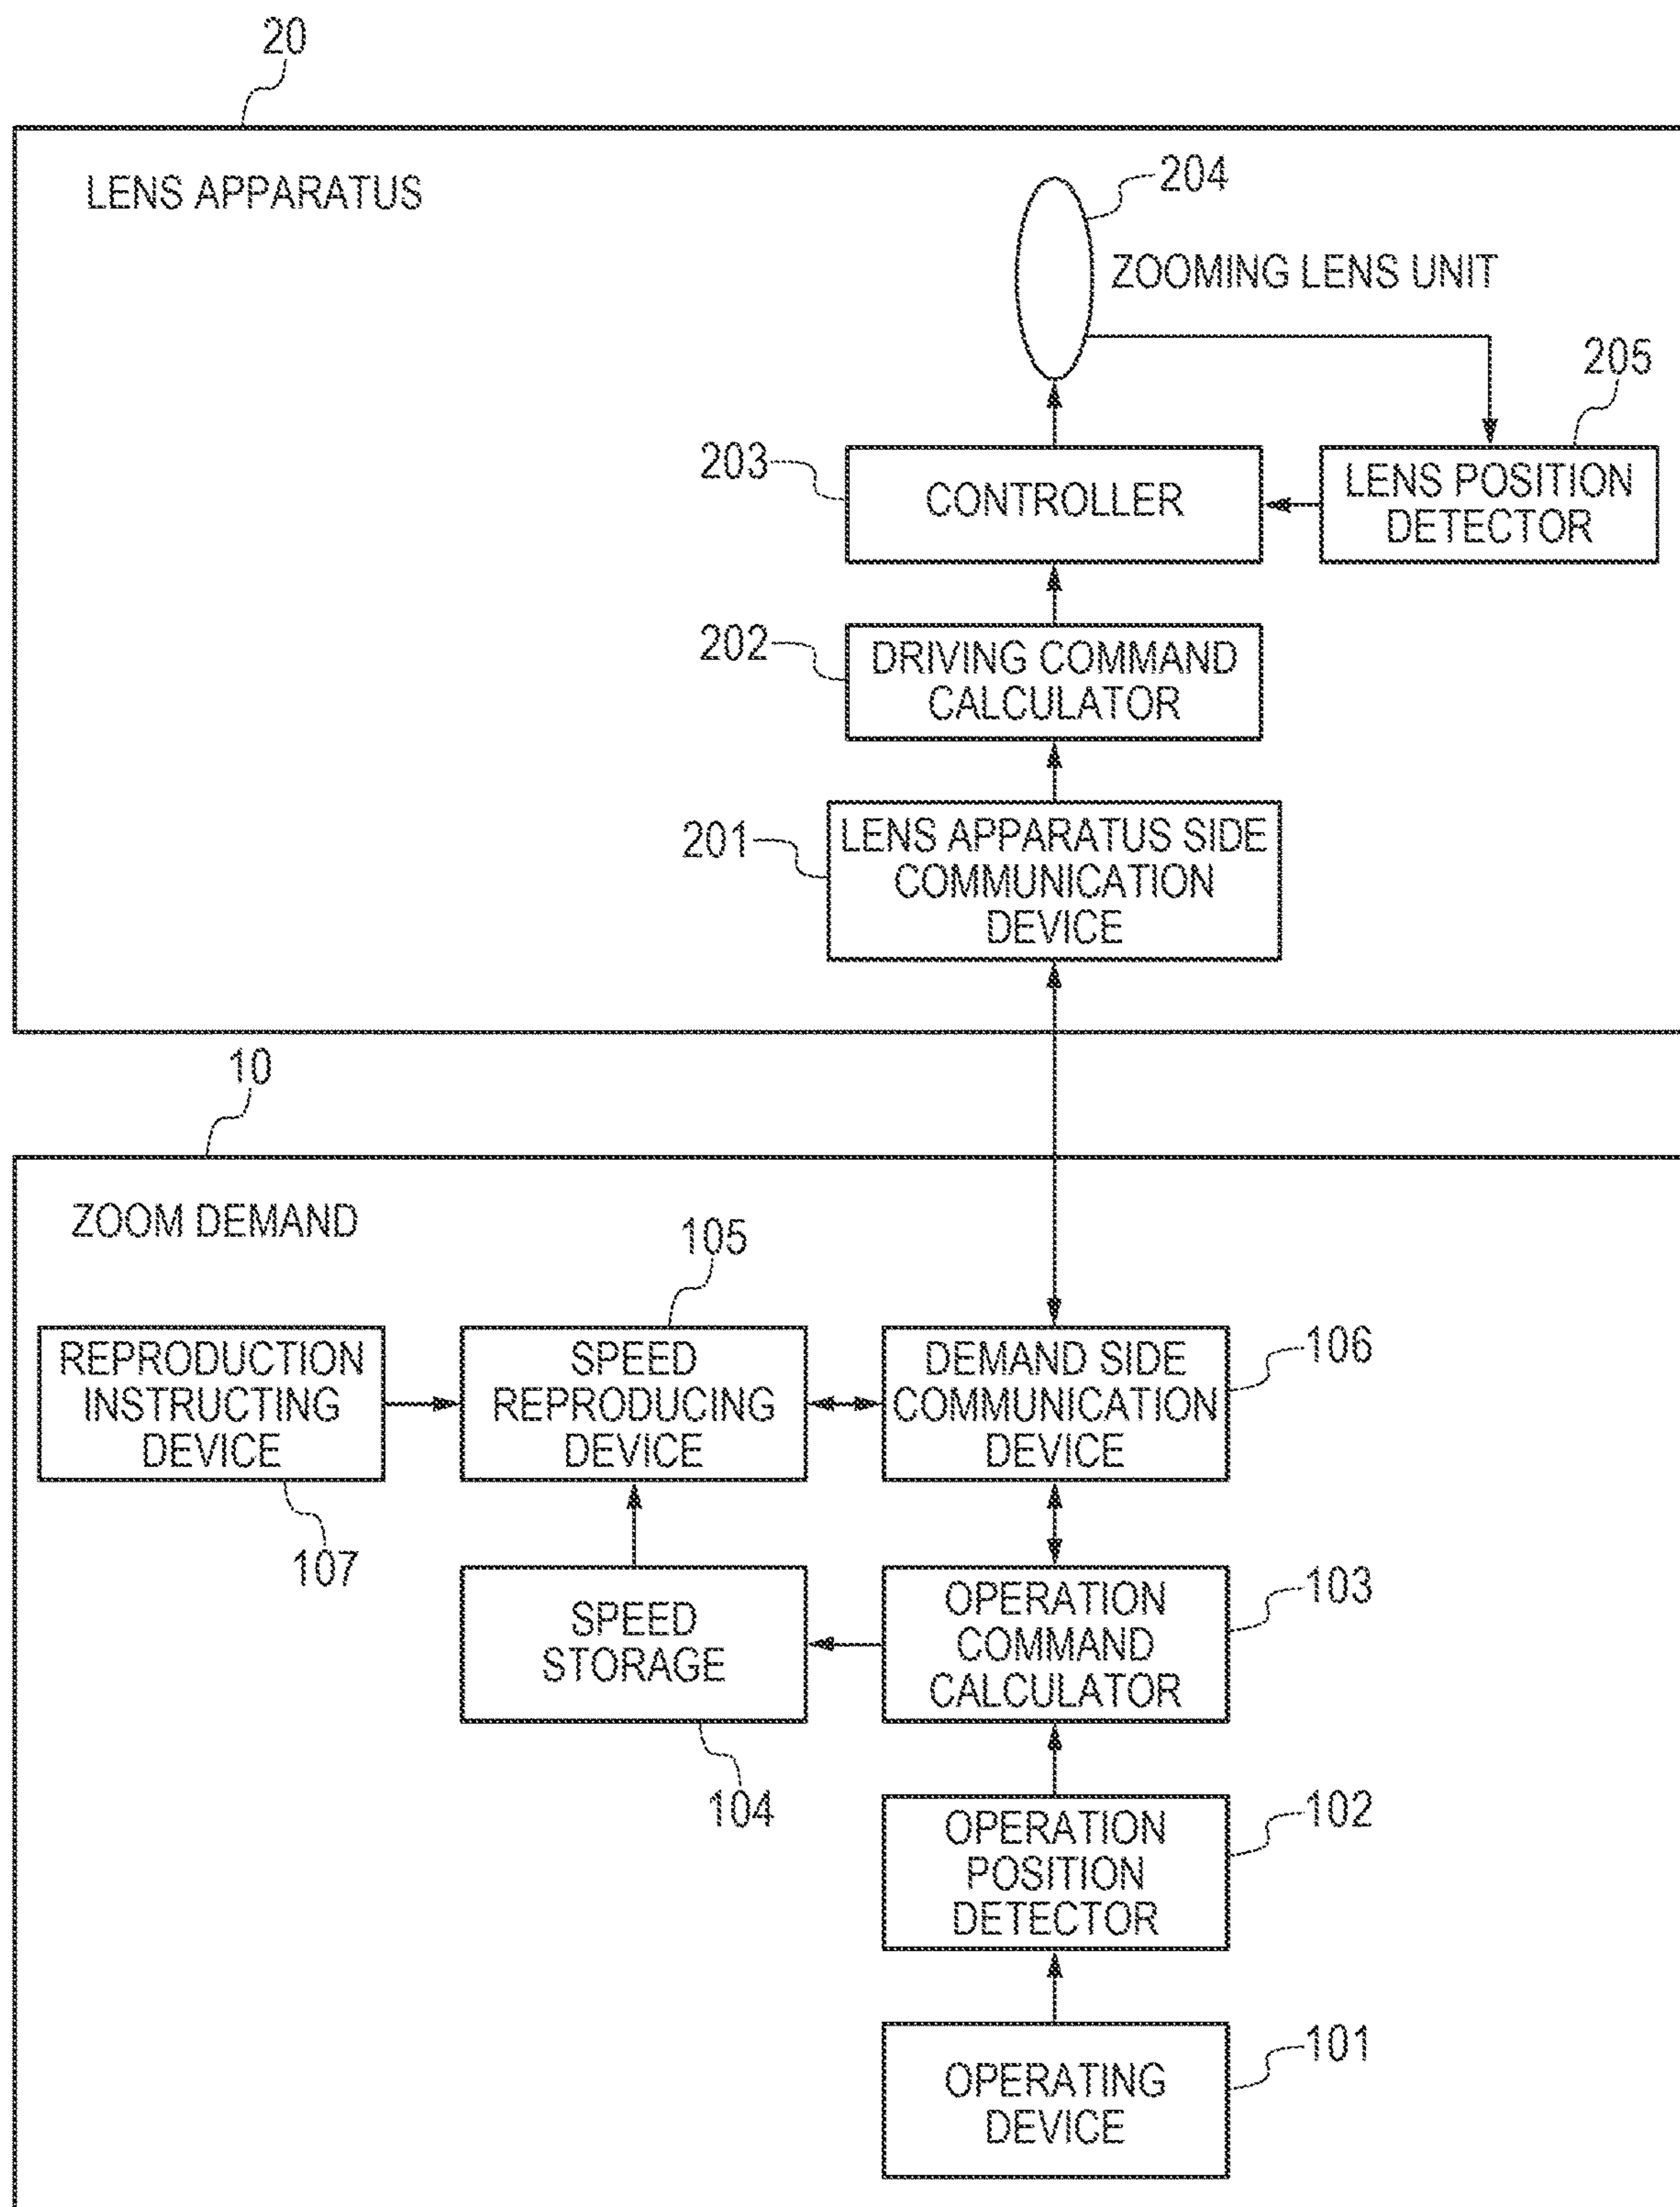 20
LENS APPARATUS
204
ZOOMING LENS UNIT
205
203
CONTROLLER
LENS POSITION
DETECTOR
202
DRIVING COMMAND
CALCULATOR
201
LENS APPARATUS SIDE
COMMUNICATION
DEVICE
10
ZOOM DEMAND
105
REPRODUCTION
INSTRUCTING
DEVICE
107
SPEED
REPRODUCING
DEVICE
DEMAND SIDE
COMMUNICATION
DEVICE
106
SPEED
STORAGE
104
OPERATION
COMMAND
CALCULATOR
103
OPERATION
POSITION
DETECTOR
102
OPERATING
DEVICE
101